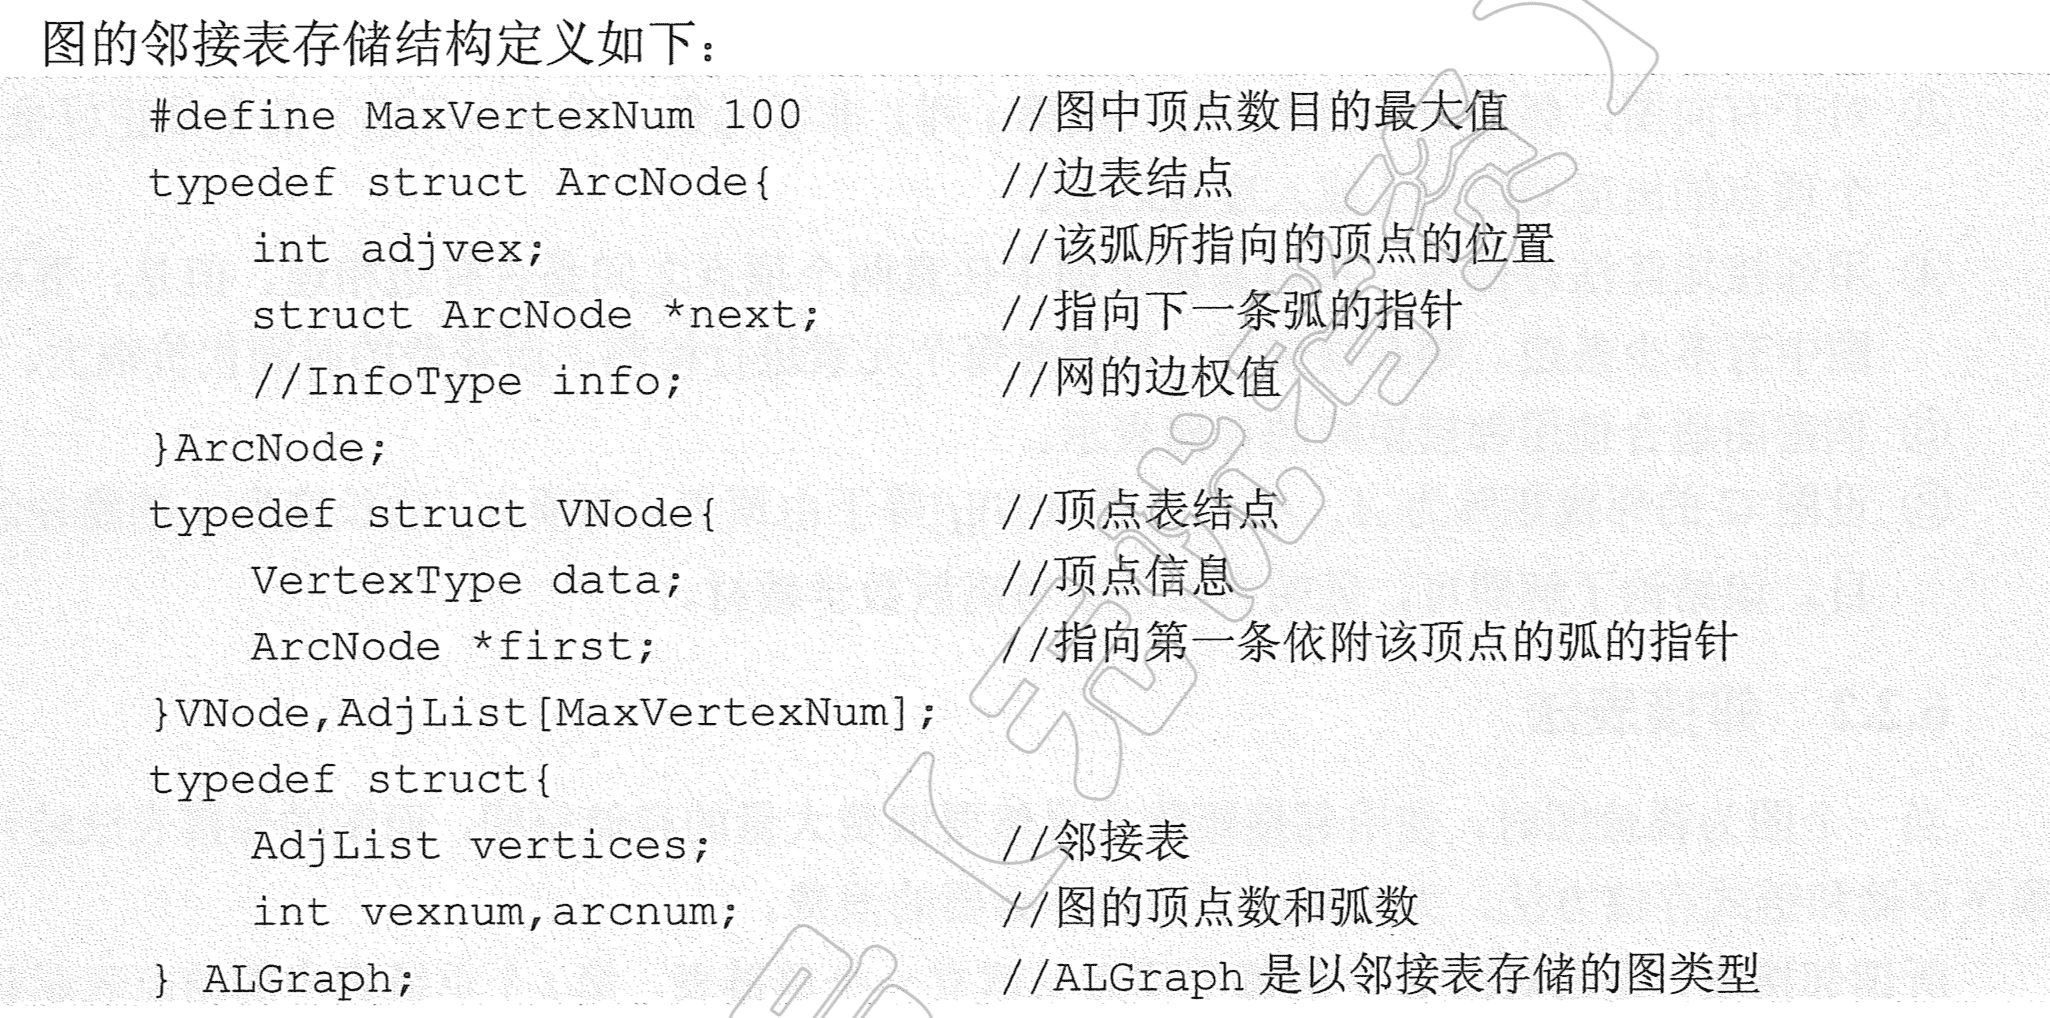 图的邻接表存储结构定义如下：
#define MaxVertexNum 100 //图中顶点数目的最大值
typedef struct ArcNode{ //边表结点
int adjvex; //该弧所指向的顶点的位置
struct ArcNode *next; //指向下一条弧的指针
//InfoType info; //网的边权值
}ArcNode;
typedef struct VNode{ //顶点表结点
VertexType data; //顶点信息
ArcNode *first; //指向第一条依附该顶点的弧的指针
}VNode,AdjList[MaxVertexNum];
typedef struct{
AdjList vertices; //邻接表
int vexnum,arcnum; //图的顶点数和弧数
} ALGraph; //ALGraph 是以邻接表存储的图类型